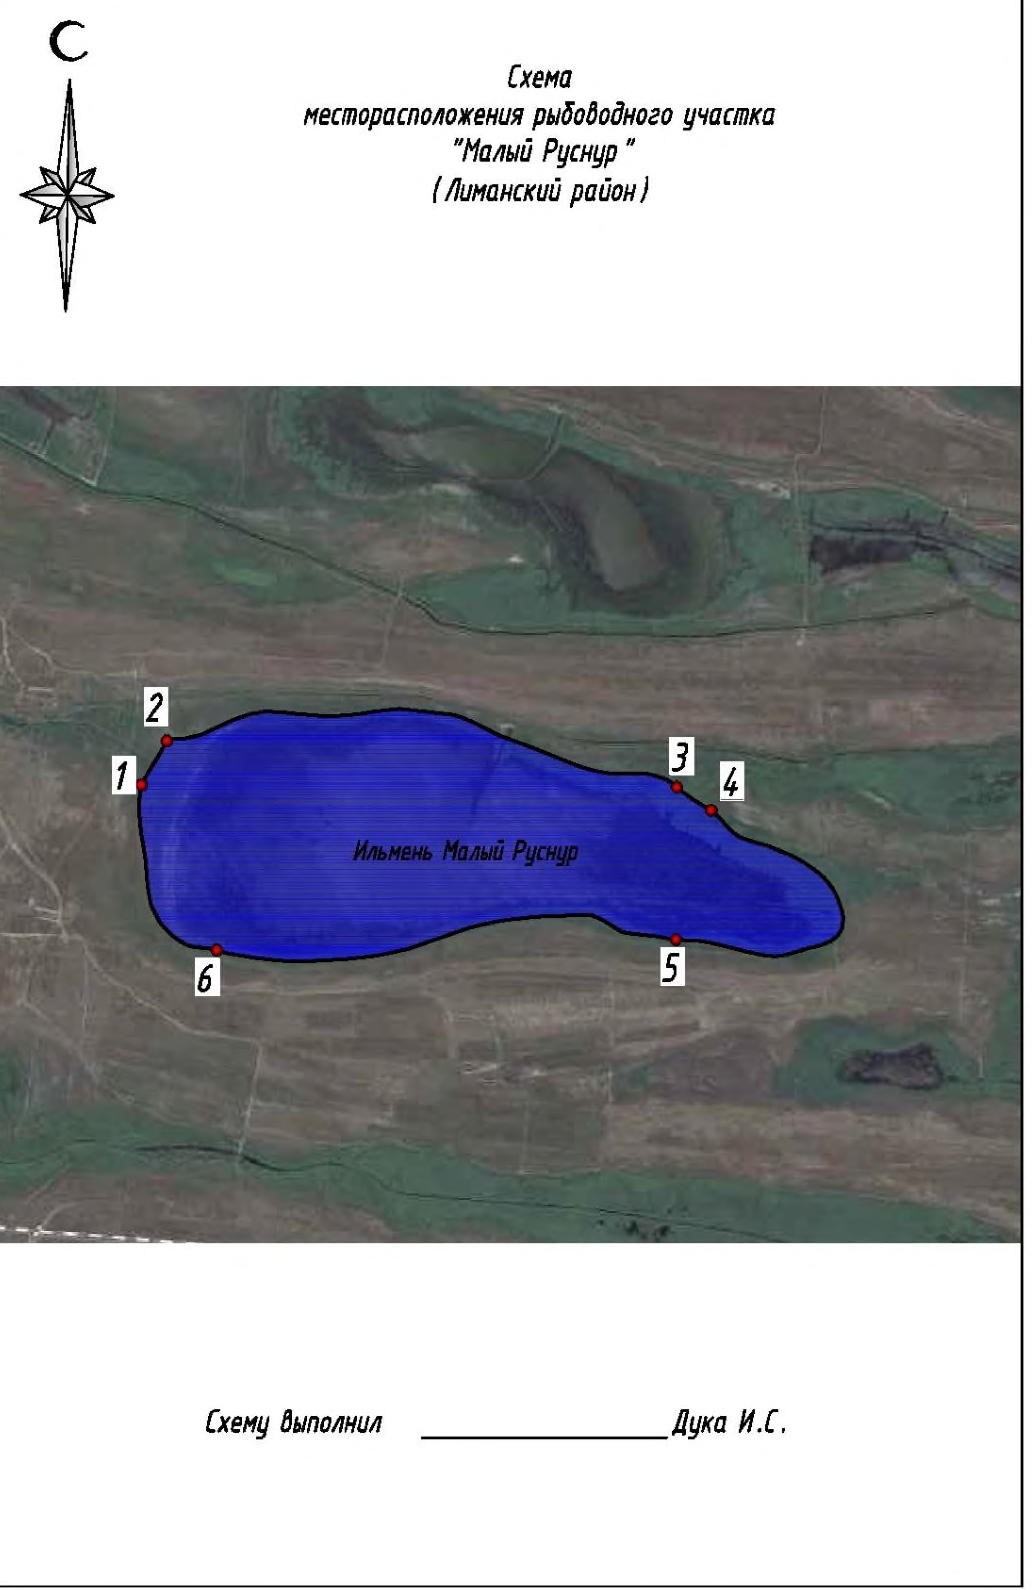 С
Схема
месторасположения рыбоводного участка
"Малый Руснур "
(Лиманский район)
2
1
3
4
Ильмень Малый Руснур
5
6
Схему выполнил Дука И.С.